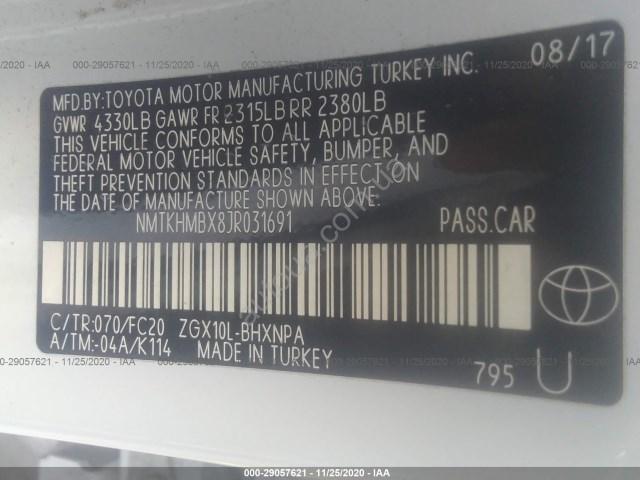 08/17
MFD.BY:TOYOTA MOTOR MANUFACTURING TURKEY INC.
GVWR 4330LB GAWR FR 2315LB RR 2380LB
THIS VEHICLE CONFORMS TO ALL APPLICABLE
FEDERAL MOTOR VEHICLE SAFETY, BUMPER, AND
THEFT PREVENTION STANDARDS IN EFFECT ON
THE DATE OF MANUFACTURE SHOWN ABOVE.
NMTKHMBX8JR031691 PASS.CAR
C/TR:070/FC20 ZGX10L-BHXNPA
A/TM:-04A/K114 MADE IN TURKEY
795 U
000-29057621 - 11/25/2020 - IAA